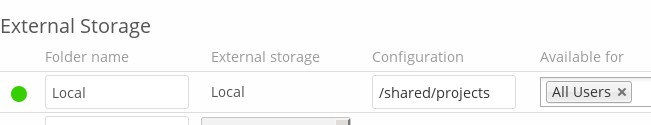 External Storage
Folder name External storage Configuration Available for
Local Local /shared/projects All Users ×